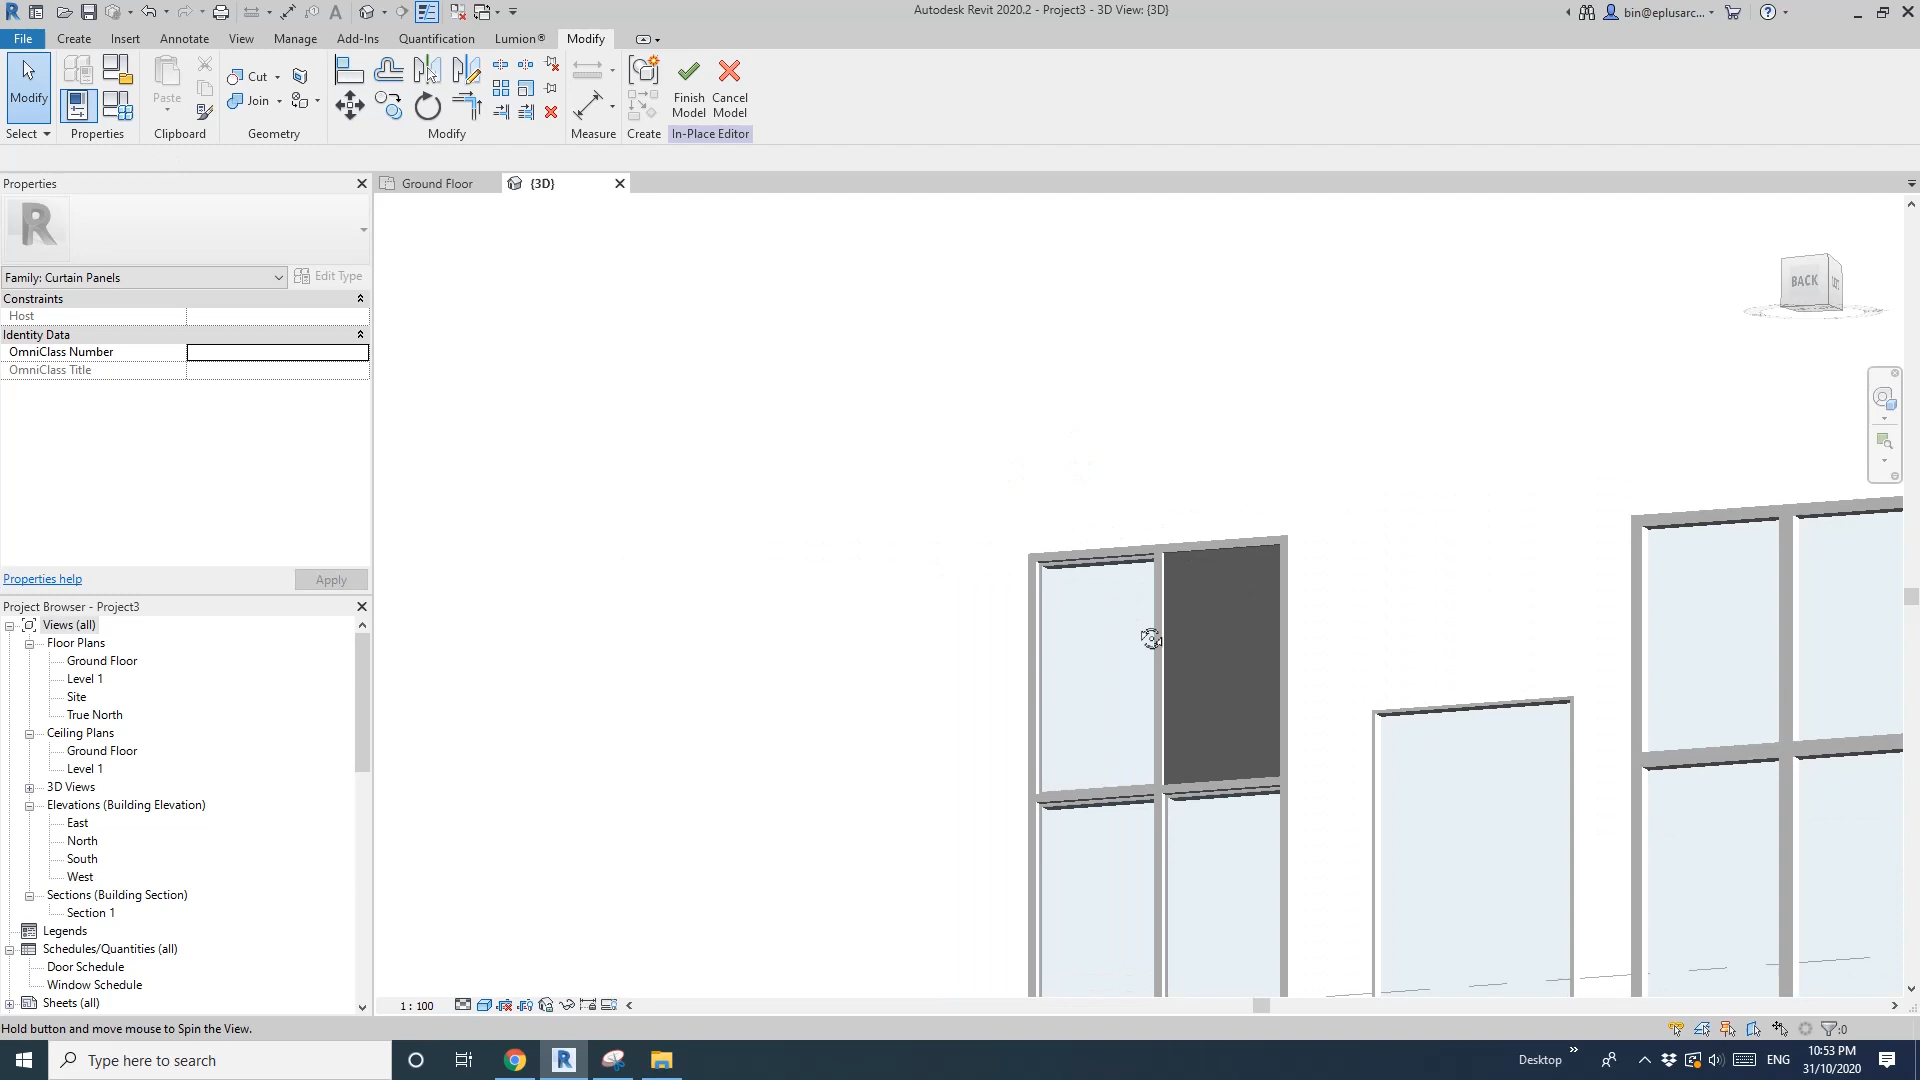 Autodesk Revit 2020.2 - Project3 - 3D View: {3D}
bin@eplusarc...
File Create Insert Annotate View Manage Add-Ins Quantification Lumion® Modify
Modify
Paste
Cut
Join
Finish Model
Cancel Model
Select Properties Clipboard Geometry Modify Measure Create In-Place Editor
Properties
Ground Floor
{3D}
R
Family: Curtain Panels
Edit Type
Constraints
Host
Identity Data
OmniClass Number
OmniClass Title
BACK
Properties help
Apply
Project Browser - Project3
Views (all)
Floor Plans
Ground Floor
Level 1
Site
True North
Ceiling Plans
Ground Floor
Level 1
3D Views
Elevations (Building Elevation)
East
North
South
West
Sections (Building Section)
Section 1
Legends
Schedules/Quantities (all)
Door Schedule
Window Schedule
Sheets (all)
1 : 100
Hold button and move mouse to Spin the View.
:0
Type here to search
Desktop
ENG
10:53 PM
31/10/2020